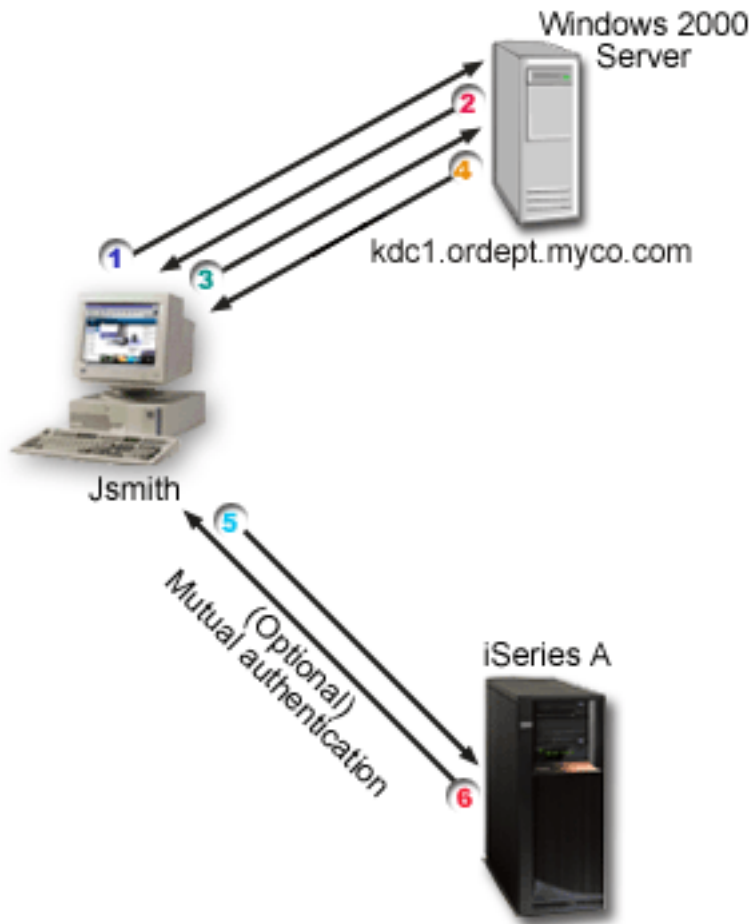 Windows 2000
Server
2
4
1
3
kdc1.ordept.myco.com
Jsmith
5
(Optional)
Mutual authentication
iSeries A
6